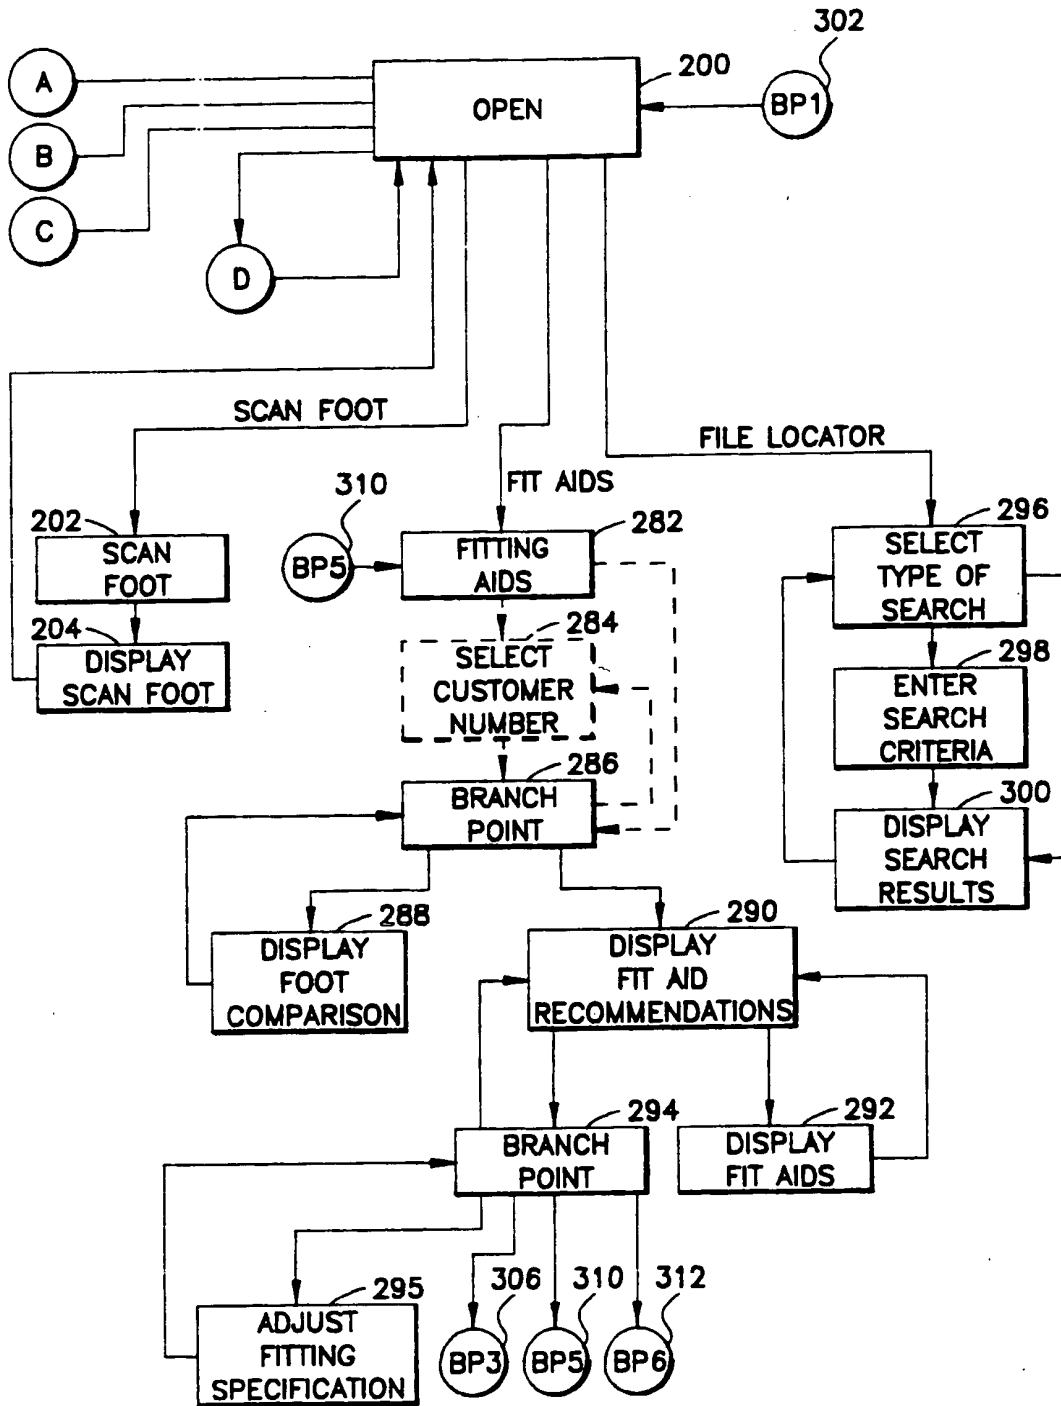 302
A
200
OPEN
BP1
B
C
D
SCAN FOOT
FILE LOCATOR
310
FIT AIDS
202
SCAN
FOOT
BP5
282
FITTING
AIDS
296
SELECT
TYPE OF
SEARCH
204
DISPLAY
SCAN FOOT
284
SELECT
CUSTOMER
NUMBER
298
ENTER
SEARCH
CRITERIA
286
BRANCH
POINT
300
DISPLAY
SEARCH
RESULTS
288
DISPLAY
FOOT
COMPARISON
290
DISPLAY
FIT AID
RECOMMENDATIONS
294
BRANCH
POINT
292
DISPLAY
FIT AIDS
295
ADJUST
FITTING
SPECIFICATION
306
BP3
310
BP5
312
BP6